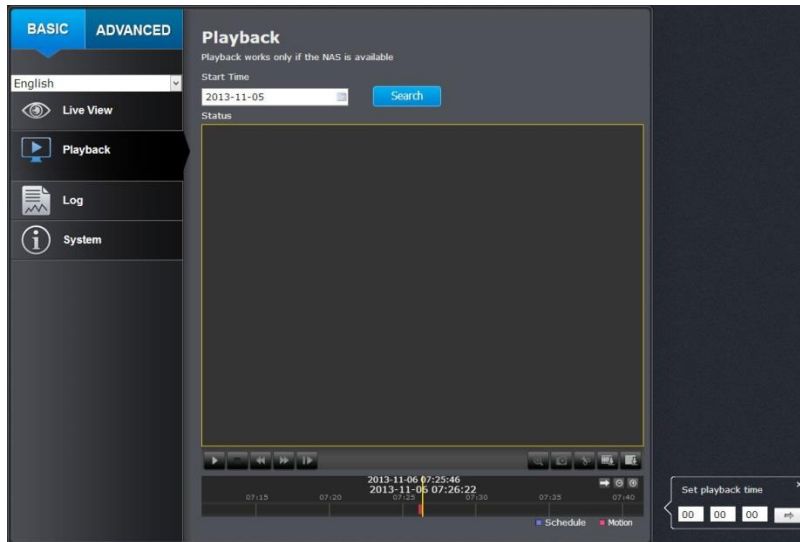 BASIC ADVANCED
English
Live View
Playback
Log
System
Playback
Playback works only if the NAS is available
Start Time
2013-11-05 Search
Status
2013-11-06 07:25:46
2013-11-06 07:26:22
07:15 07:20 07:25 07:30 07:35 07:40
Schedule Motion
Set playback time ×
00 00 00